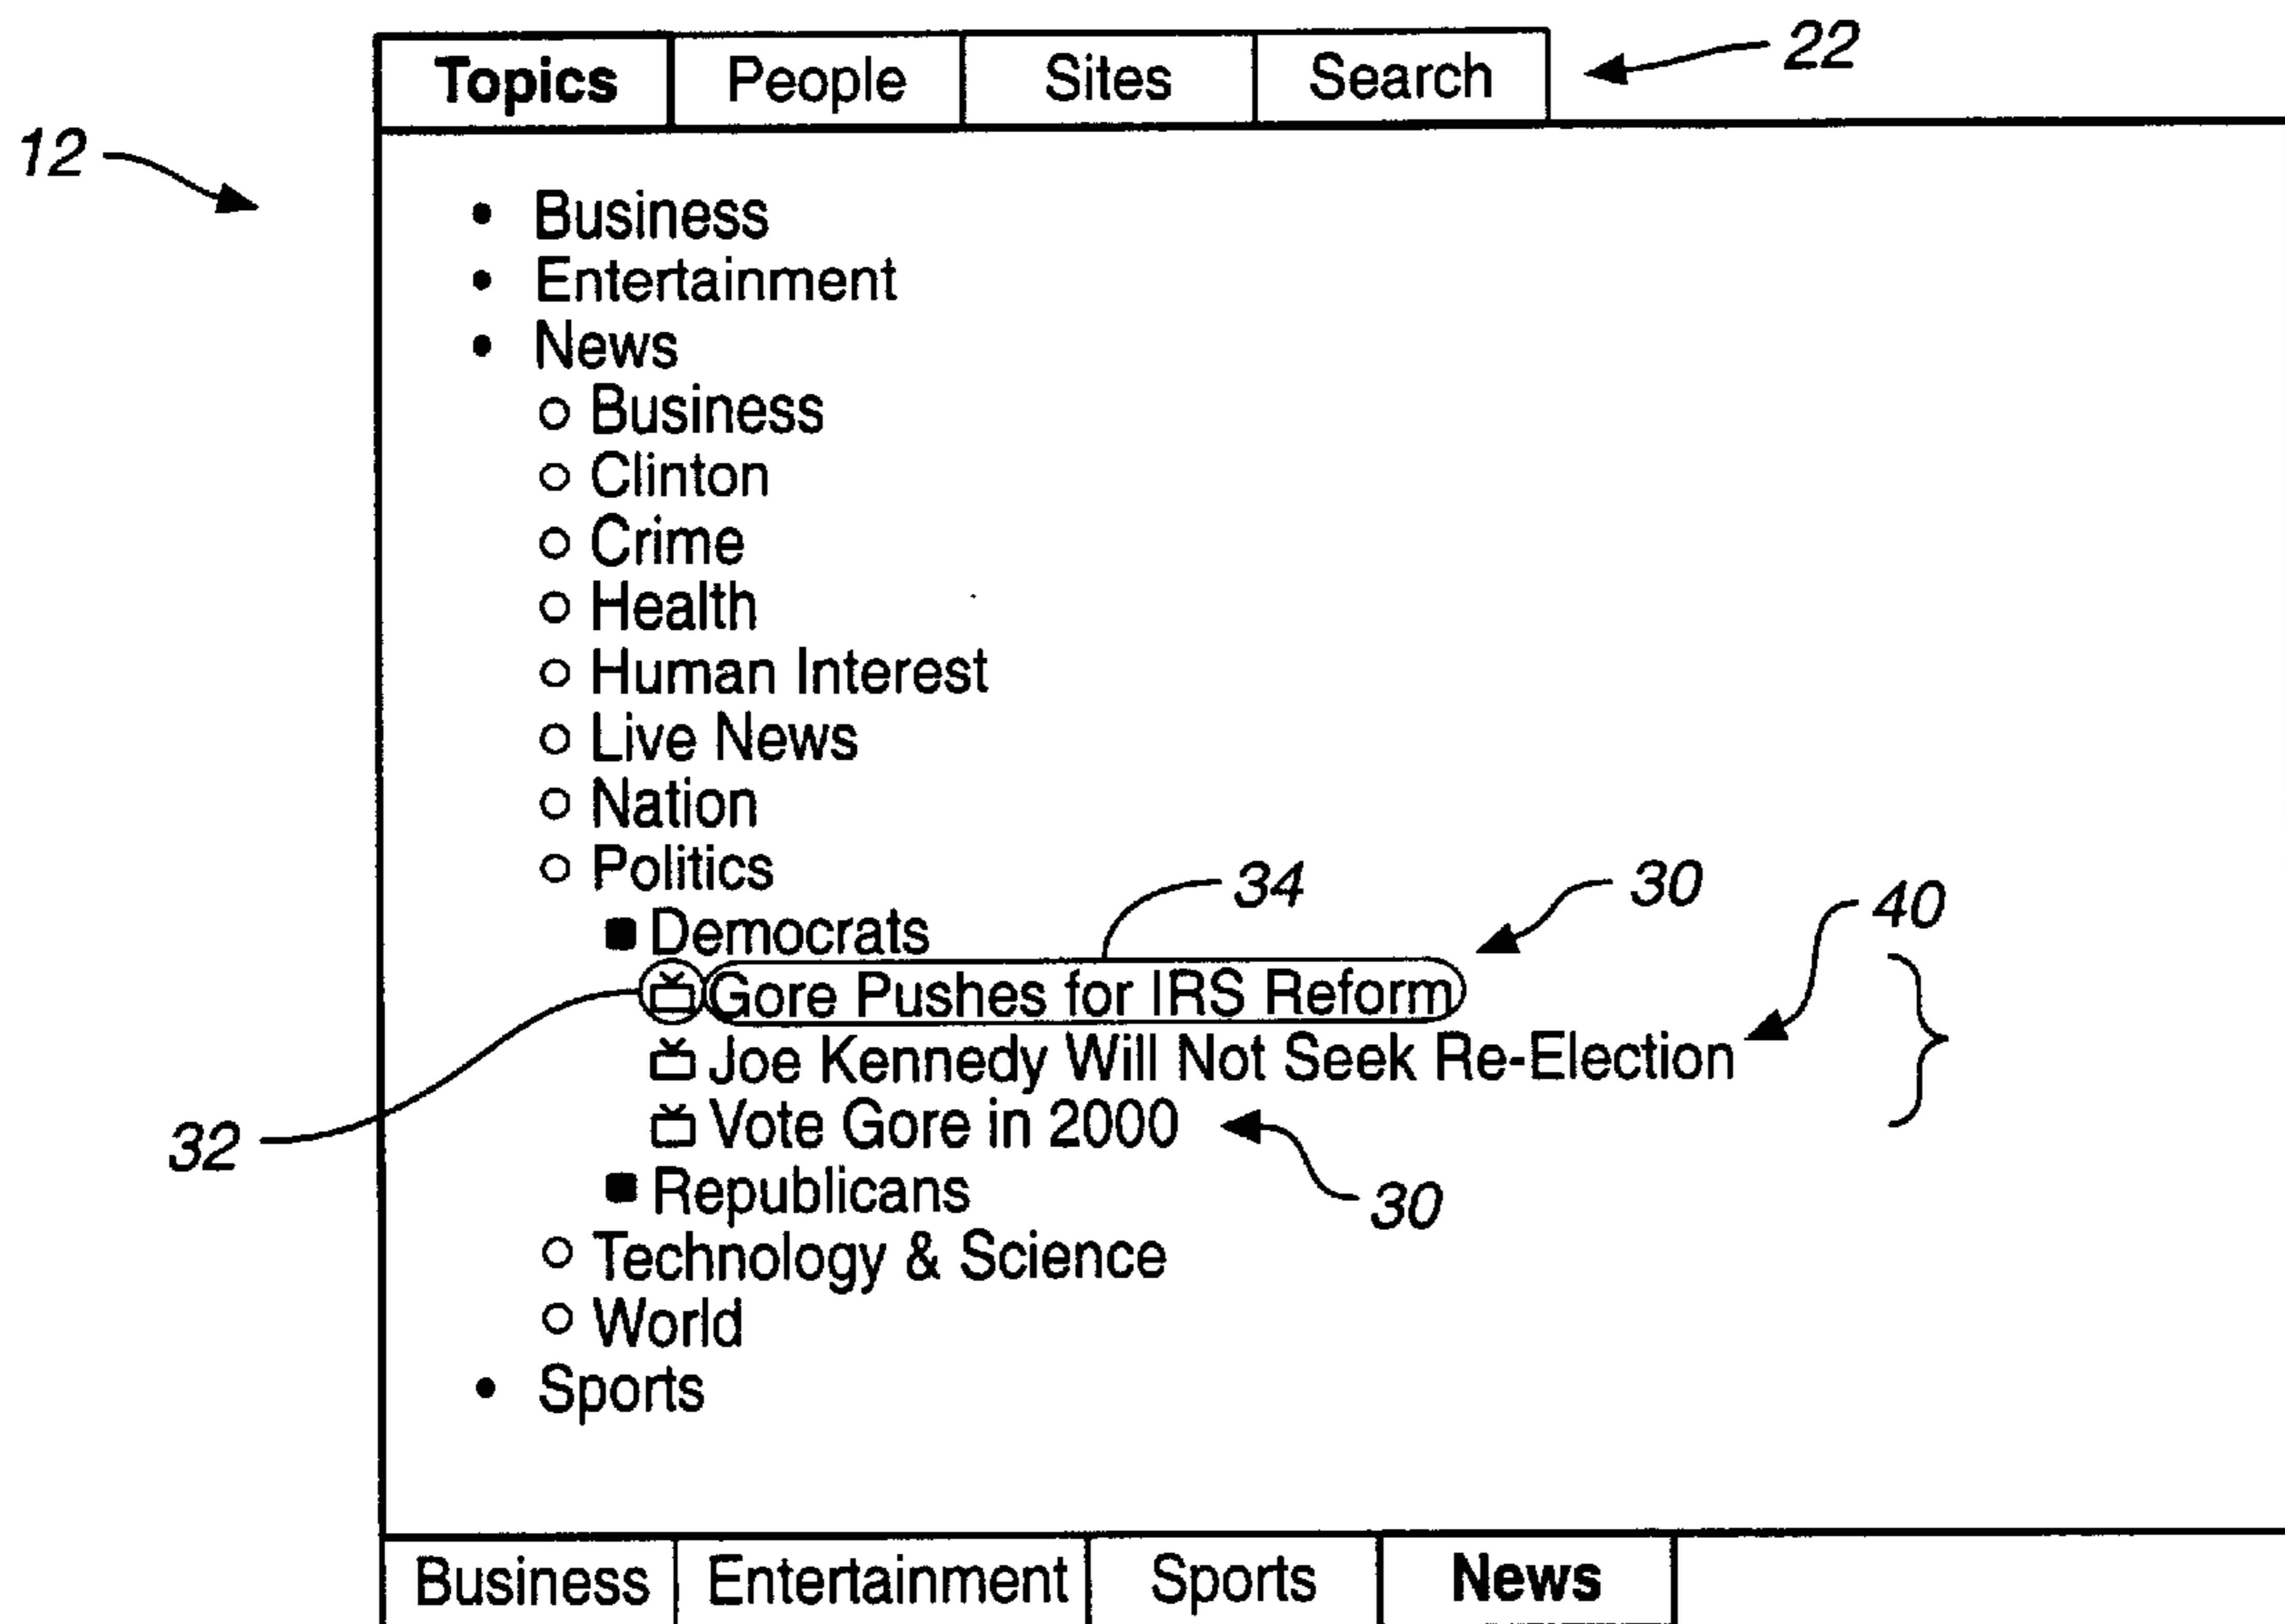 Topics People Sites Search 22
12
• Business
• Entertainment
• News
○ Business
○ Clinton
○ Crime
○ Health
○ Human Interest
○ Live News
○ Nation
○ Politics
34 30 40
■ Democrats
Gore Pushes for IRS Reform
Joe Kennedy Will Not Seek Re-Election
32
Vote Gore in 2000
■ Republicans
30
○ Technology & Science
○ World
• Sports
Business Entertainment Sports News